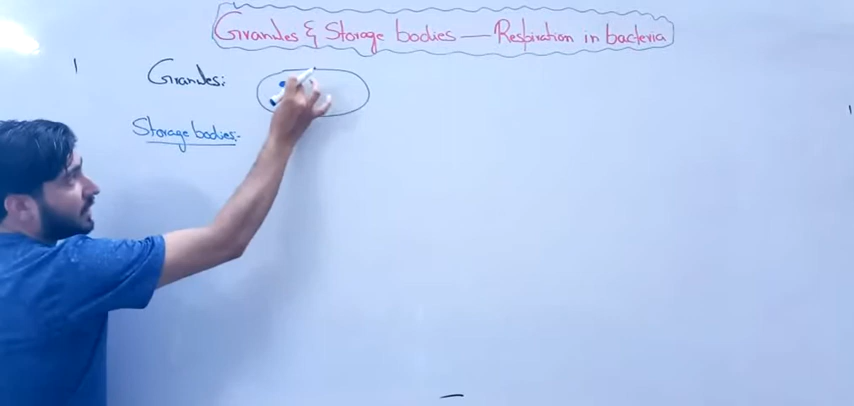 Granules & Storage bodies — Respiration in bacteria
Granules:
Storage bodies:-